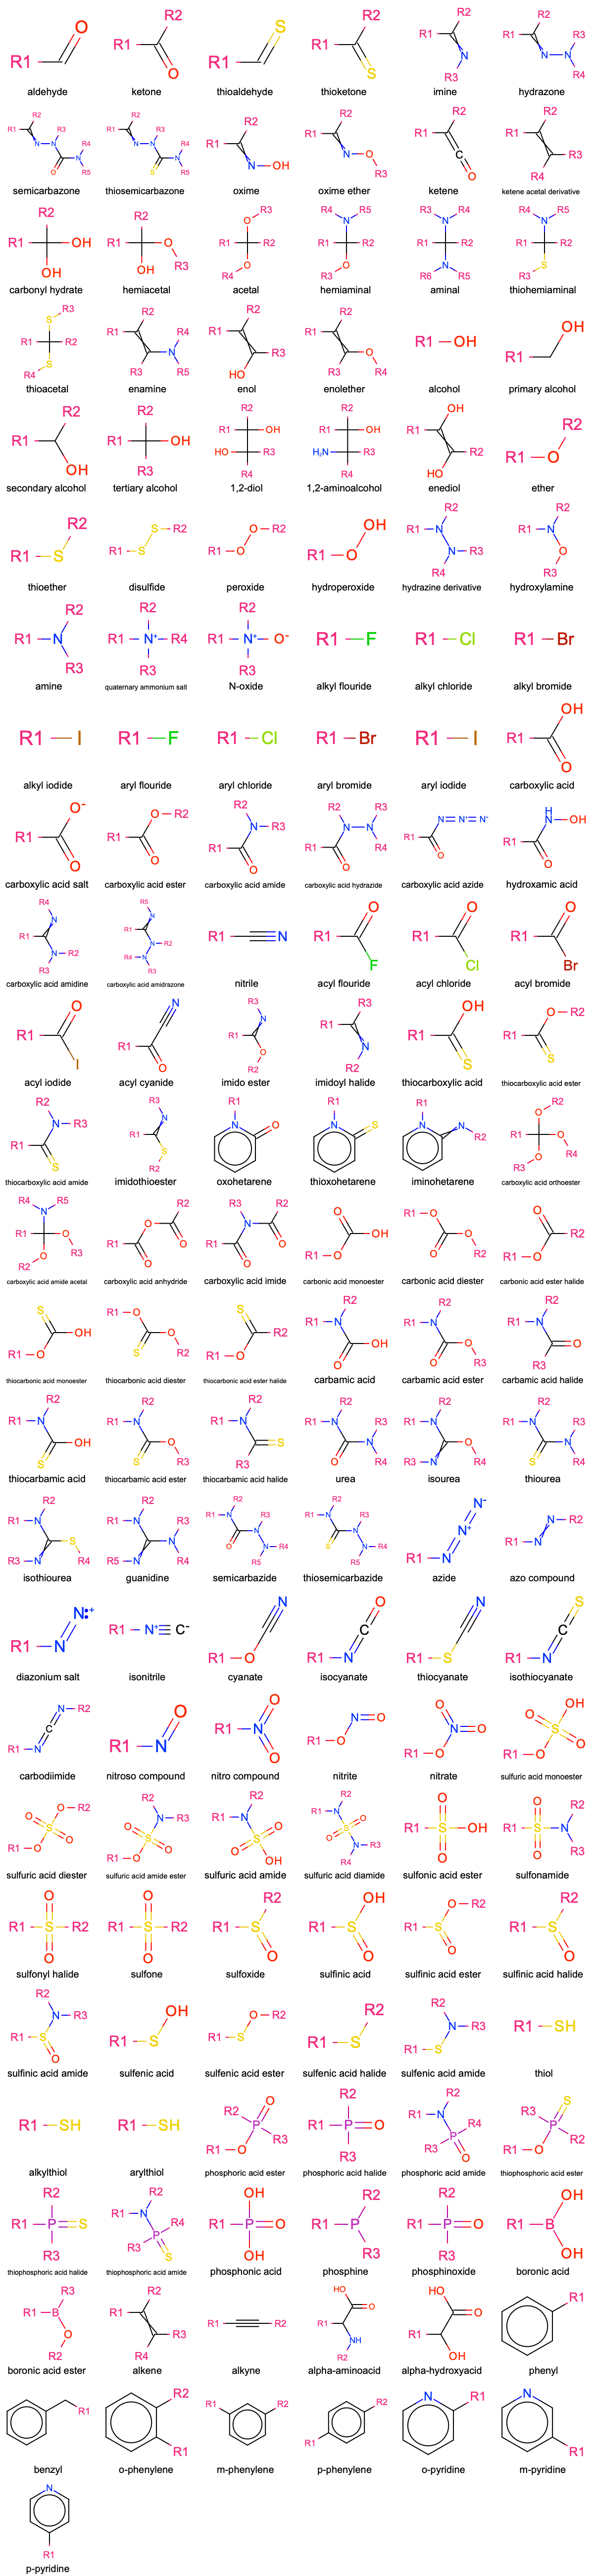 aldehyde ketone thioaldehyde thioketone imine hydrazone
semicarbazone thiosemicarbazone oxime oxime ether ketene ketene acetal derivative
carbonyl hydrate hemiacetal acetal hemiaminal aminal thiohemiaminal
thioacetal enamine enol enolether alcohol primary alcohol
secondary alcohol tertiary alcohol 1,2-diol 1,2-aminoalcohol enediol ether
thioether disulfide peroxide hydroperoxide hydrazine derivative hydroxylamine
amine quaternary ammonium salt N-oxide alkyl flouride alkyl chloride alkyl bromide
alkyl iodide aryl flouride aryl chloride aryl bromide aryl iodide carboxylic acid
carboxylic acid salt carboxylic acid ester carboxylic acid amide carboxylic acid hydrazide carboxylic acid azide hydroxamic acid
carboxylic acid amidine carboxylic acid amidrazone nitrile acyl flouride acyl chloride acyl bromide
acyl iodide acyl cyanide imido ester imidoyl halide thiocarboxylic acid thiocarboxylic acid ester
thiocarboxylic acid amide imidothioester oxohetarene thioxohetarene iminohetarene carboxylic acid orthoester
carboxylic acid amide acetal carboxylic acid anhydride carboxylic acid imide carbonic acid monoester carbonic acid diester carbonic acid ester halide
thiocarbonic acid monoester thiocarbonic acid diester thiocarbonic acid ester halide carbamic acid carbamic acid ester carbamic acid halide
thiocarbamic acid thiocarbamic acid ester thiocarbamic acid halide urea isourea thiourea
isothiourea guanidine semicarbazide thiosemicarbazide azide azo compound
diazonium salt isonitrile cyanate isocyanate thiocyanate isothiocyanate
carbodiimide nitroso compound nitro compound nitrite nitrate sulfuric acid monoester
sulfuric acid diester sulfuric acid amide ester sulfuric acid amide sulfuric acid diamide sulfonic acid ester sulfonamide
sulfonyl halide sulfone sulfoxide sulfinic acid sulfinic acid ester sulfinic acid halide
sulfinic acid amide sulfenic acid sulfenic acid ester sulfenic acid halide sulfenic acid amide thiol
alkylthiol arylthiol phosphoric acid ester phosphoric acid halide phosphoric acid amide thiophosphoric acid ester
thiophosphoric acid halide thiophosphoric acid amide phosphonic acid phosphine phosphinoxide boronic acid
boronic acid ester alkene alkyne alpha-aminoacid alpha-hydroxyacid phenyl
benzyl o-phenylene m-phenylene p-phenylene o-pyridine m-pyridine
p-pyridine